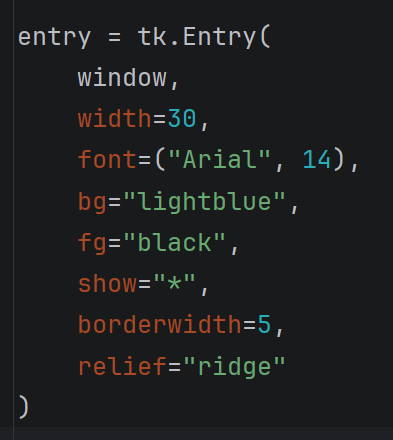 entry = tk.Entry(
    window,
    width=30,
    font=("Arial", 14),
    bg="lightblue",
    fg="black",
    show="*",
    borderwidth=5,
    relief="ridge"
)